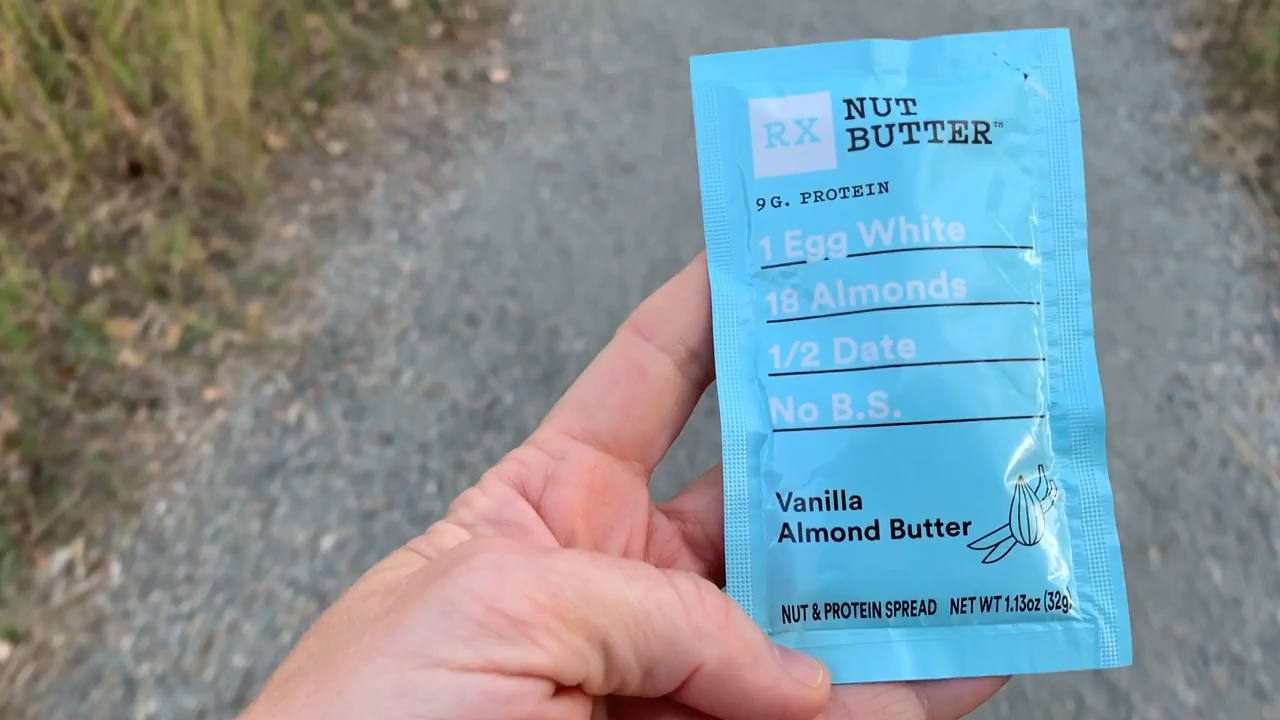 RX
NUT
BUTTER™
9G. PROTEIN
1 Egg White
18 Almonds
1/2 Date
No B.S.
Vanilla
Almond Butter
NUT & PROTEIN SPREAD NET WT 1.13oz (32g)